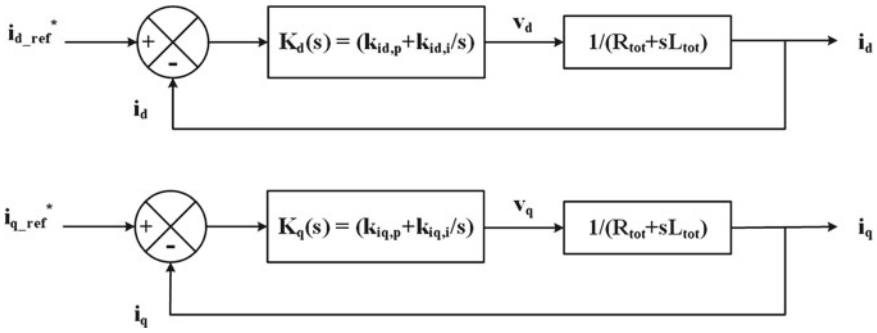 i_d_ref* + - K_d(s) = (k_id,p+k_id,i/s) v_d 1/(R_tot+sL_tot) i_d
i_d
i_q_ref* + - K_q(s) = (k_iq,p+k_iq,i/s) v_q 1/(R_tot+sL_tot) i_q
i_q